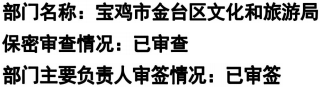 部门名称：宝鸡市金台区文化和旅游局
保密审查情况：已审查
部门主要负责人审签情况：已审签